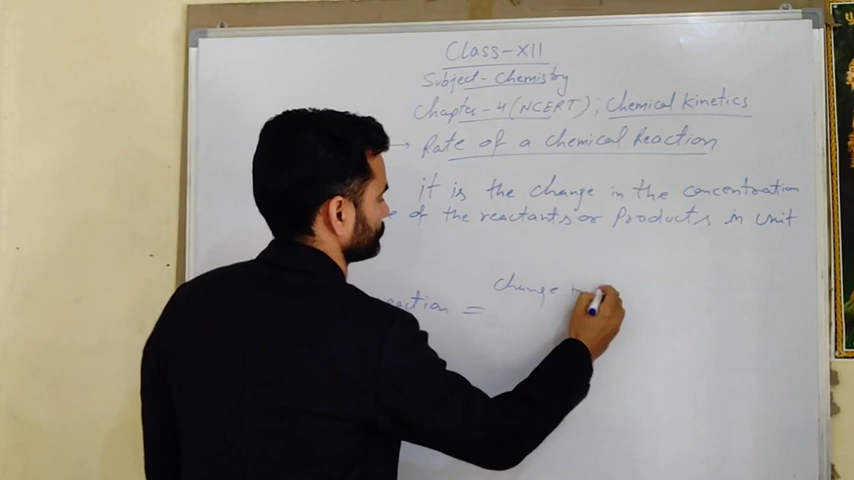 Class-XII
Subject-Chemistry
Chapter-4 (NCERT), Chemical Kinetics
→ Rate of a Chemical Reaction
it is the change in the concentration
of the reactants or Products in unit
= change